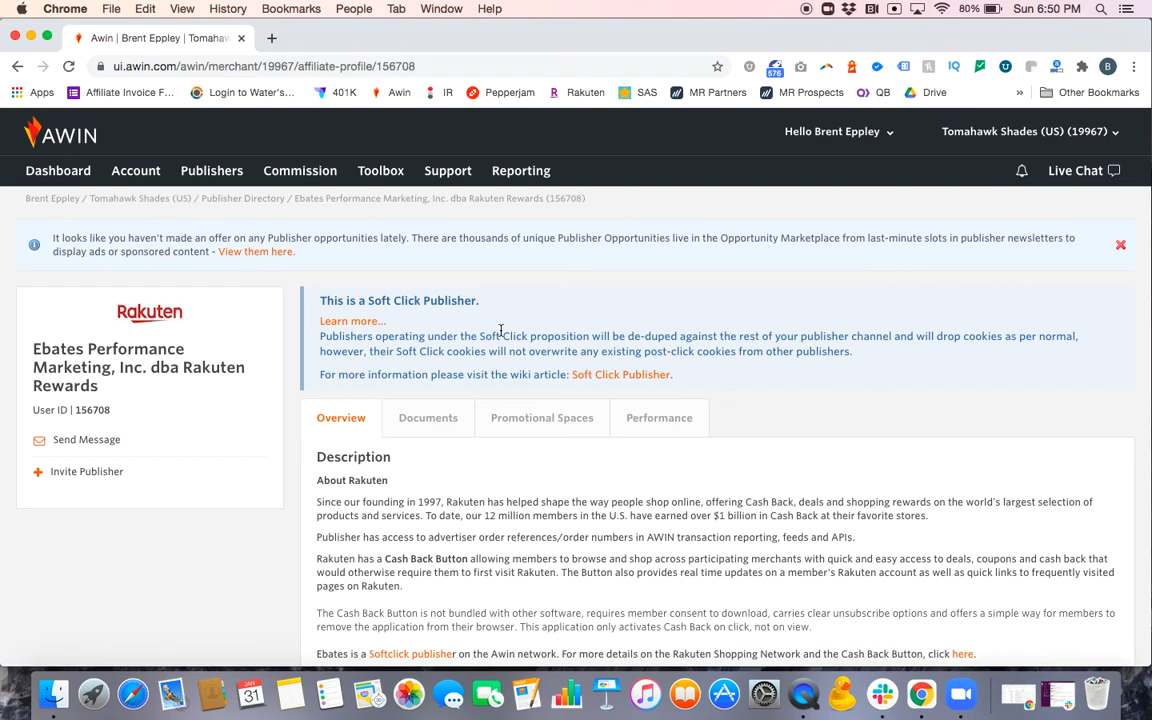 Chrome File Edit View History Bookmarks People Tab Window Help 80% Sun 6:50 PM
Awin | Brent Eppley | Tomahaw
ui.awin.com/awin/merchant/19967/affiliate-profile/156708
576
B
Apps Affiliate Invoice F... Login to Water's... 401K Awin IR Pepperjam Rakuten SAS MR Partners MR Prospects QB Drive » Other Bookmarks
AWIN
Hello Brent Eppley Tomahawk Shades (US) (19967)
Dashboard Account Publishers Commission Toolbox Support Reporting Live Chat
Brent Eppley / Tomahawk Shades (US) / Publisher Directory / Ebates Performance Marketing, Inc. dba Rakuten Rewards (156708)
It looks like you haven't made an offer on any Publisher opportunities lately. There are thousands of unique Publisher Opportunities live in the Opportunity Marketplace from last-minute slots in publisher newsletters to
display ads or sponsored content - View them here.
Rakuten
Ebates Performance
Marketing, Inc. dba Rakuten
Rewards
User ID | 156708
Send Message
Invite Publisher
This is a Soft Click Publisher.
Learn more...
Publishers operating under the Soft Click proposition will be de-duped against the rest of your publisher channel and will drop cookies as per normal,
however, their Soft Click cookies will not overwrite any existing post-click cookies from other publishers.
For more information please visit the wiki article: Soft Click Publisher.
Overview Documents Promotional Spaces Performance
Description
About Rakuten
Since our founding in 1997, Rakuten has helped shape the way people shop online, offering Cash Back, deals and shopping rewards on the world's largest selection of
products and services. To date, our 12 million members in the U.S. have earned over $1 billion in Cash Back at their favorite stores.
Publisher has access to advertiser order references/order numbers in AWIN transaction reporting, feeds and APIs.
Rakuten has a Cash Back Button allowing members to browse and shop across participating merchants with quick and easy access to deals, coupons and cash back that
would otherwise require them to first visit Rakuten. The Button also provides real time updates on a member's Rakuten account as well as quick links to frequently visited
pages on Rakuten.
The Cash Back Button is not bundled with other software, requires member consent to download, carries clear unsubscribe options and offers a simple way for members to
remove the application from their browser. This application only activates Cash Back on click, not on view.
Ebates is a Softclick publisher on the Awin network. For more details on the Rakuten Shopping Network and the Cash Back Button, click here.
JAN
31